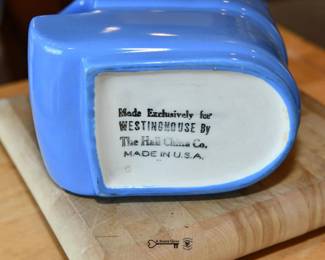 Made Exclusively for
WESTINGHOUSE By
The Hall China Co.
MADE IN U.S.A.